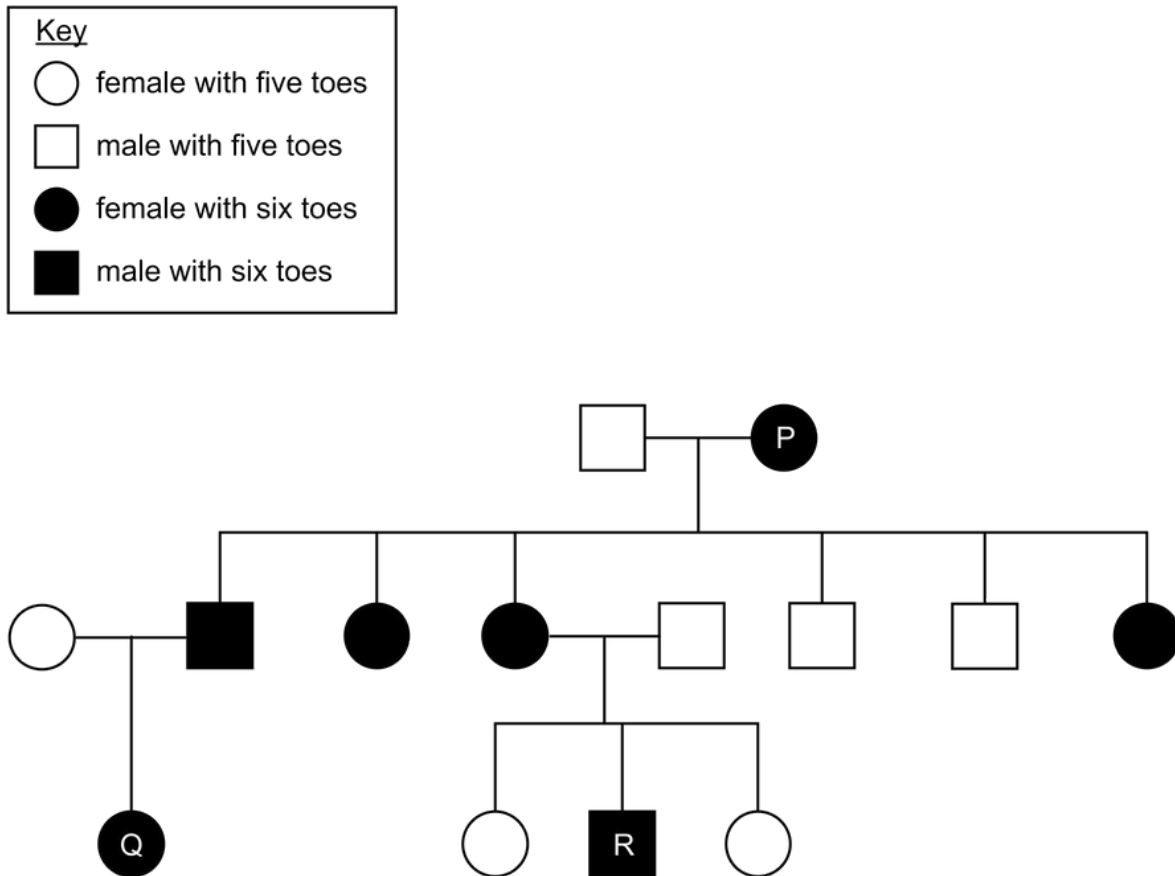 Key
female with five toes
male with five toes
female with six toes
male with six toes
P
Q
R